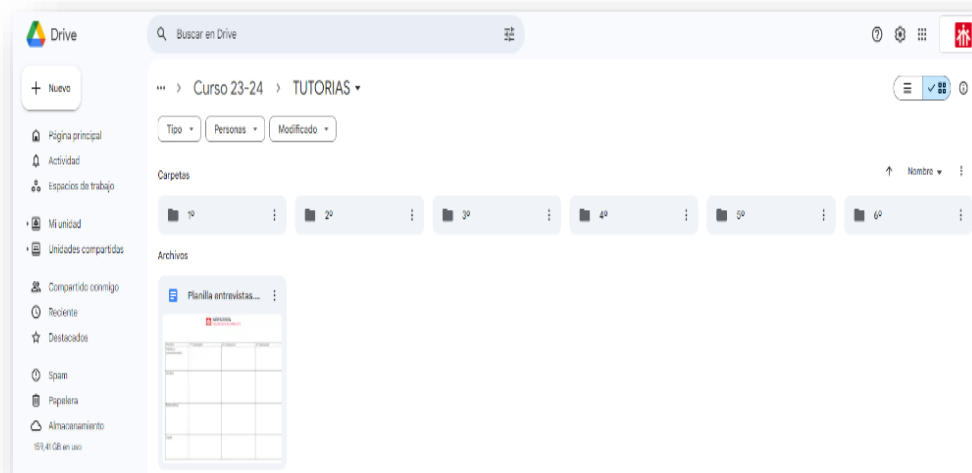 Drive
Buscar en Drive
Nuevo
... > Curso 23-24 > TUTORIAS
Tipo
Personas
Modificado
Página principal
Actividad
Espacios de trabajo
Mi unidad
Unidades compartidas
Compartido conmigo
Reciente
Destacados
Spam
Papelera
Almacenamiento
159,41 GB en uso
Carpetas
Nombre
1º
2º
3º
4º
5º
6º
Archivos
Planilla entrevistas...